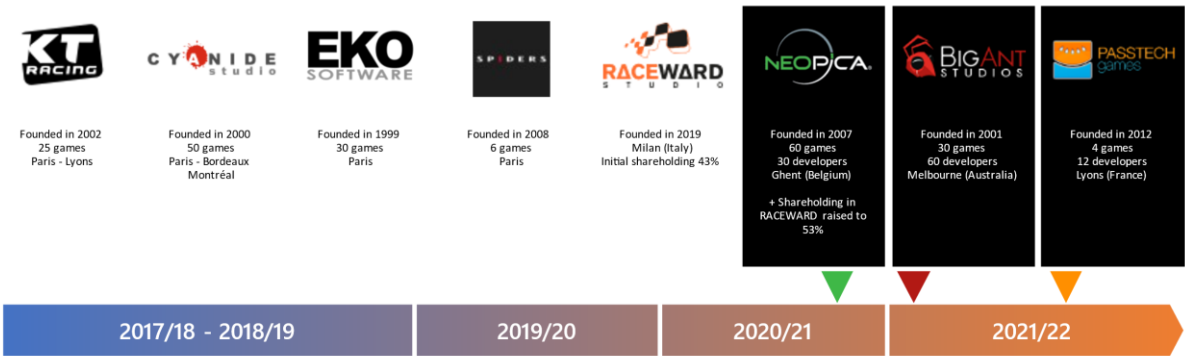 KT
RACING
Founded in 2002
25 games
Paris - Lyons
CYANIDE
studio
Founded in 2000
50 games
Paris - Bordeaux
Montréal
EKO
SOFTWARE
Founded in 1999
30 games
Paris
SPIDERS
Founded in 2008
6 games
Paris
RACEWARD
STUDIO
Founded in 2019
Milan (Italy)
Initial shareholding 43%
NEOPICA®
Founded in 2007
60 games
30 developers
Ghent (Belgium)
+ Shareholding in
RACEWARD raised to
53%
BIGANT
STUDIOS
Founded in 2001
30 games
60 developers
Melbourne (Australia)
PASSTECH
games
Founded in 2012
4 games
12 developers
Lyons (France)
2017/18 - 2018/19
2019/20
2020/21
2021/22